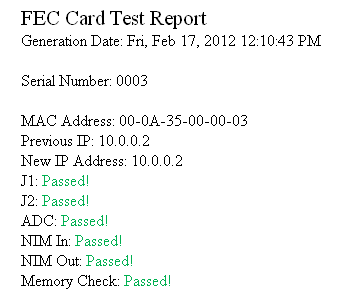 FEC Card Test Report
Generation Date: Fri, Feb 17, 2012 12:10:43 PM
Serial Number: 0003
MAC Address: 00-0A-35-00-00-03
Previous IP: 10.0.0.2
New IP Address: 10.0.0.2
J1: Passed!
J2: Passed!
ADC: Passed!
NIM In: Passed!
NIM Out: Passed!
Memory Check: Passed!